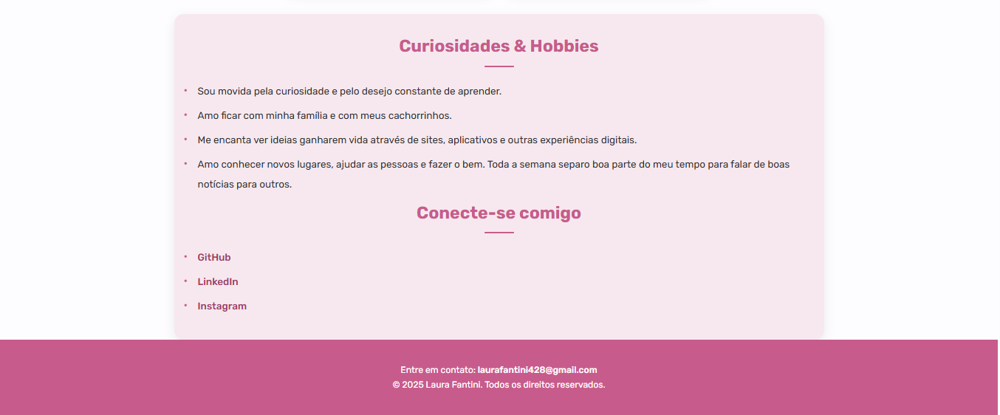 Curiosidades & Hobbies
• Sou movida pela curiosidade e pelo desejo constante de aprender.
• Amo ficar com minha família e com meus cachorrinhos.
• Me encanta ver ideias ganharem vida através de sites, aplicativos e outras experiências digitais.
• Amo conhecer novos lugares, ajudar as pessoas e fazer o bem. Toda a semana separo boa parte do meu tempo para falar de boas
notícias para outros.
Conecte-se comigo
• GitHub
• LinkedIn
• Instagram
Entre em contato: laurafantini428@gmail.com
© 2025 Laura Fantini. Todos os direitos reservados.